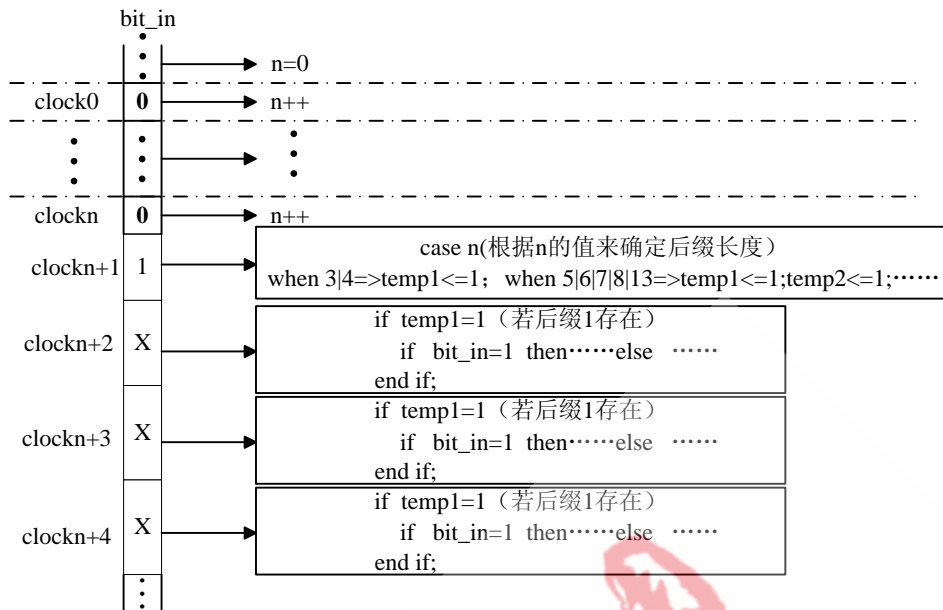 bit_in
n=0
clock0 0 n++
clockn 0 n++
case n(根据n的值来确定后缀长度)
clockn+1 1 when 3|4=>temp1<=1；when 5|6|7|8|13=>temp1<=1;temp2<=1;……
if temp1=1（若后缀1存在）
clockn+2 X if bit_in=1 then……else ……
end if;
if temp1=1（若后缀1存在）
clockn+3 X if bit_in=1 then……else ……
end if;
if temp1=1（若后缀1存在）
clockn+4 X if bit_in=1 then……else ……
end if;